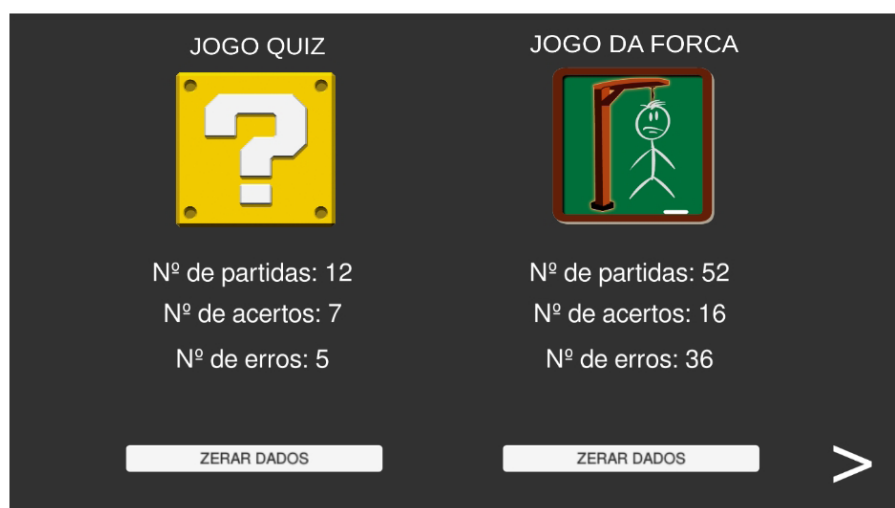 JOGO QUIZ
Nº de partidas: 12
Nº de acertos: 7
Nº de erros: 5
ZERAR DADOS
JOGO DA FORCA
Nº de partidas: 52
Nº de acertos: 16
Nº de erros: 36
ZERAR DADOS
>